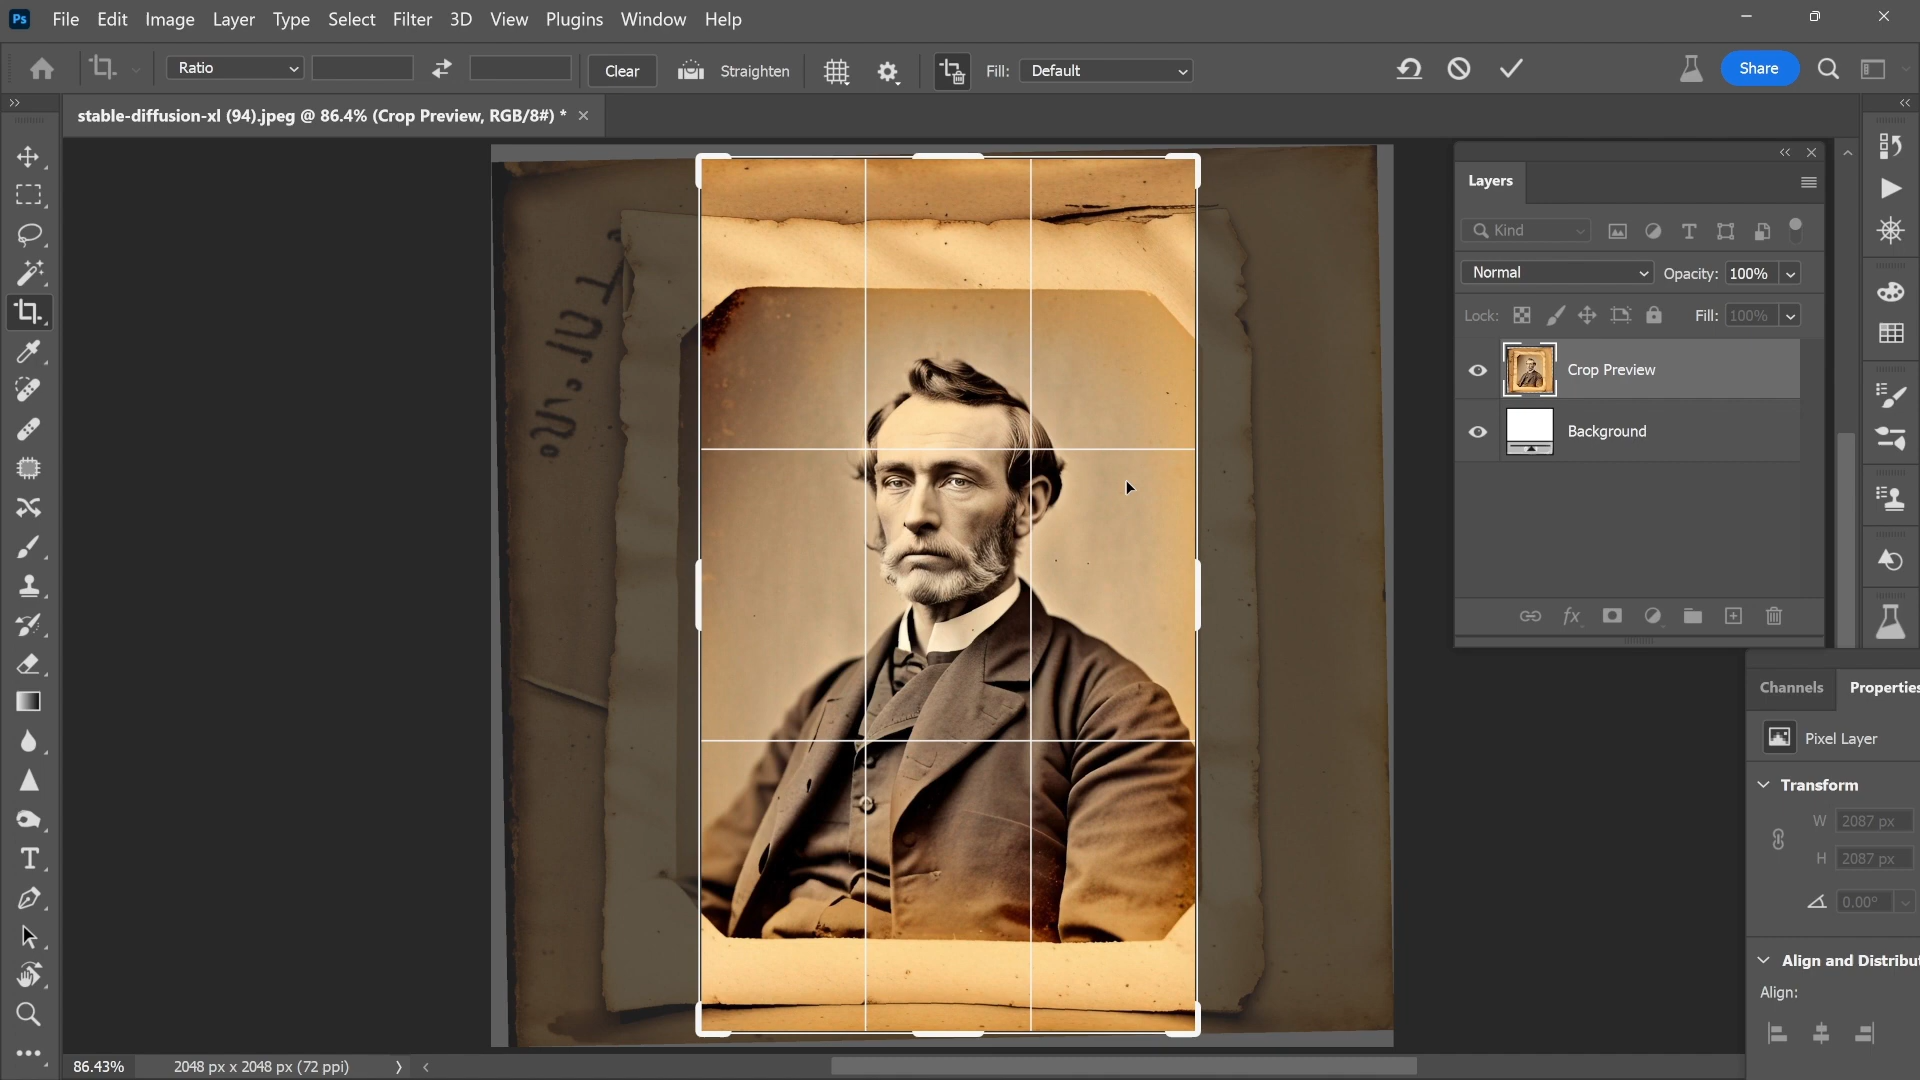 Ps File Edit Image Layer Type Select Filter 3D View Plugins Window Help
Ratio Clear Straighten Fill: Default Share
stable-diffusion-xl (94).jpeg @ 86.4% (Crop Preview, RGB/8#) *
Layers
Kind
Normal Opacity: 100%
Lock: Fill: 100%
Crop Preview
Background
Channels Properties
Pixel Layer
Transform
W 2087 px
H 2087 px
0.00°
Align and Distribu
Align:
86.43% 2048 px x 2048 px (72 ppi)